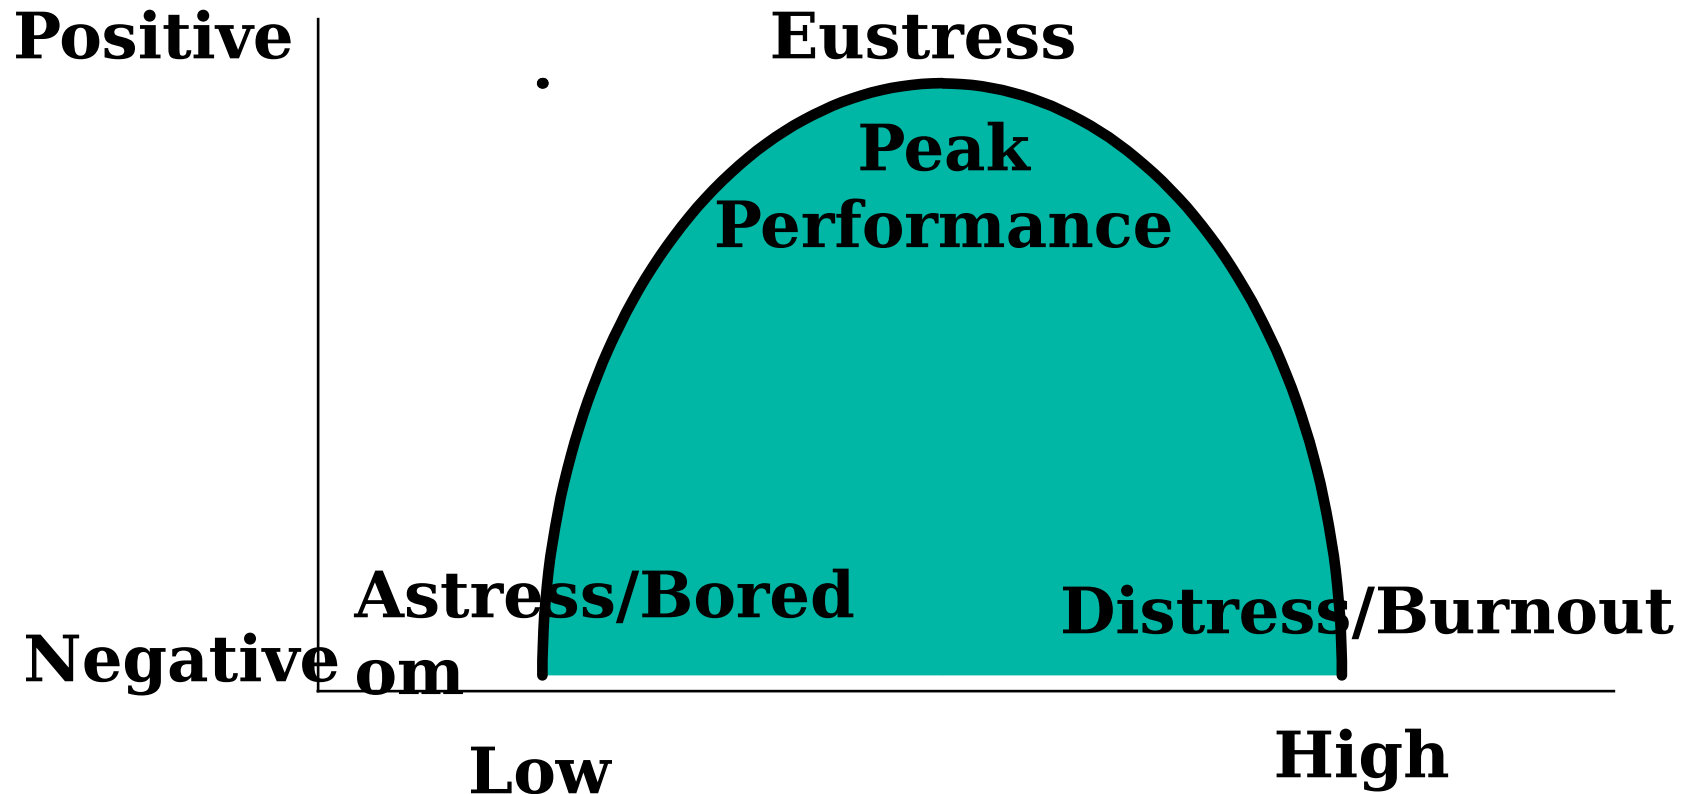 Positive
Eustress
Peak
Performance
Astress/Bored
om
Distress/Burnout
Negative
Low
High